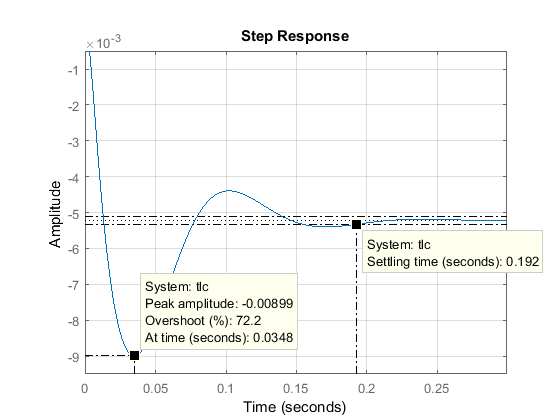 Step Response
×10-3
-1
-2
-3
-4
-5
-6
-7
-8
-9
Amplitude
System: tlc
Settling time (seconds): 0.192
System: tlc
Peak amplitude: -0.00899
Overshoot (%): 72.2
At time (seconds): 0.0348
0 0.05 0.1 0.15 0.2 0.25
Time (seconds)